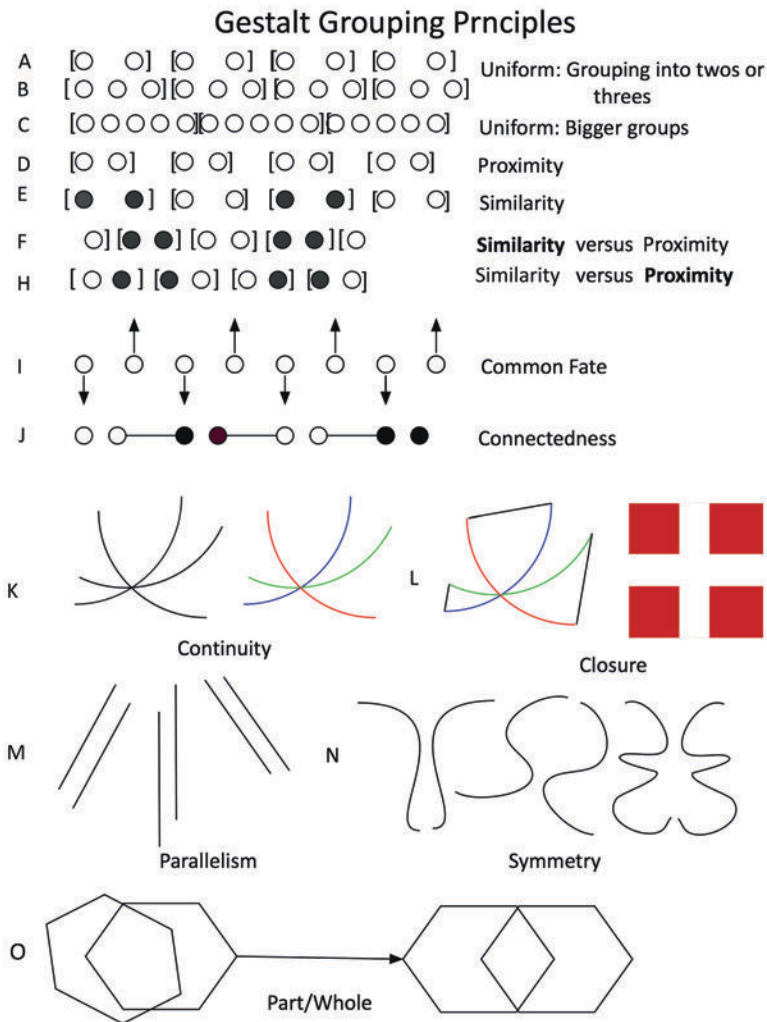 Gestalt Grouping Prnciples
A
Uniform: Grouping into twos or
B
threes
C
Uniform: Bigger groups
D
Proximity
E
Similarity
F
Similarity versus Proximity
H
Similarity versus Proximity
I
Common Fate
J
Connectedness
K
L
Continuity
Closure
M
N
Parallelism
Symmetry
O
Part/Whole